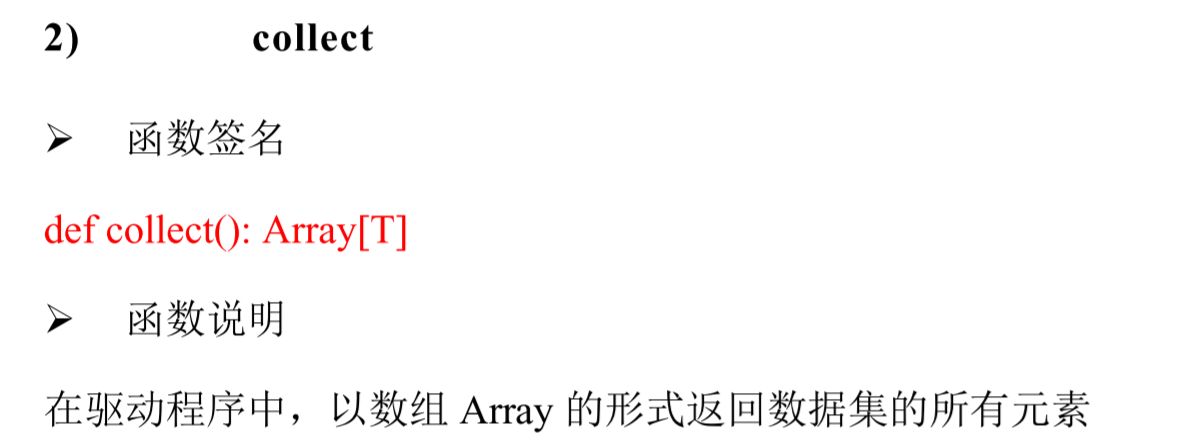 2) collect
➢ 函数签名
def collect(): Array[T]
➢ 函数说明
在驱动程序中，以数组 Array 的形式返回数据集的所有元素